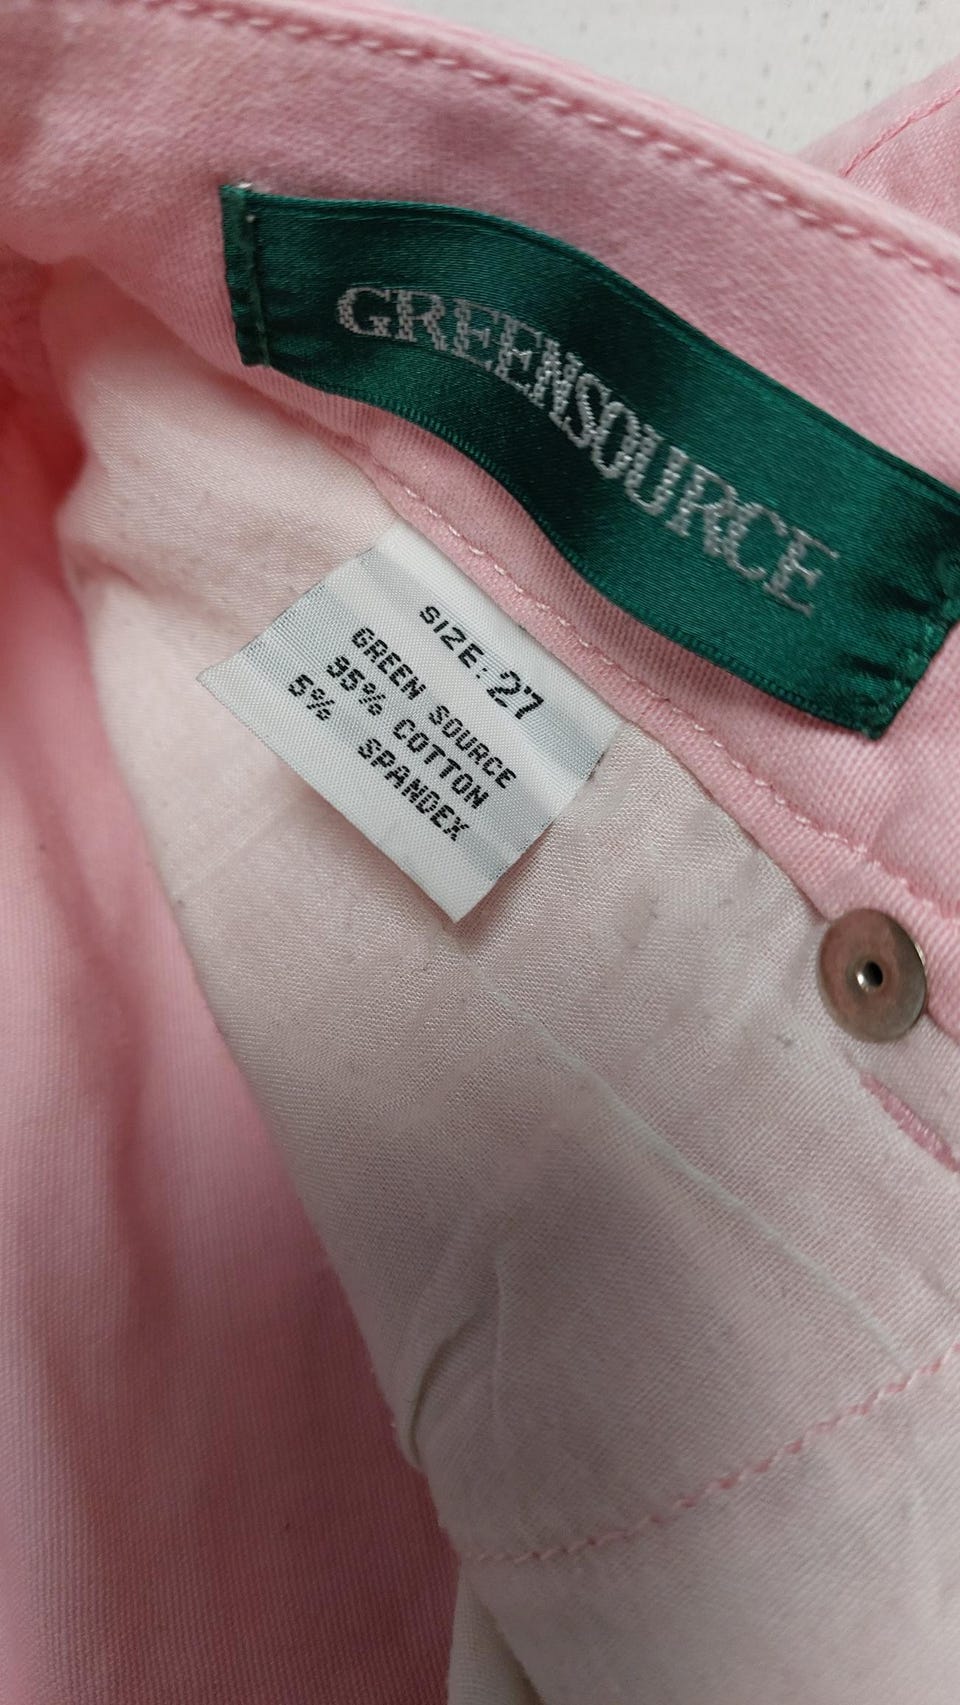 GREENSOURCE
SIZE: 27
GREEN SOURCE
95% COTTON
5% SPANDEX